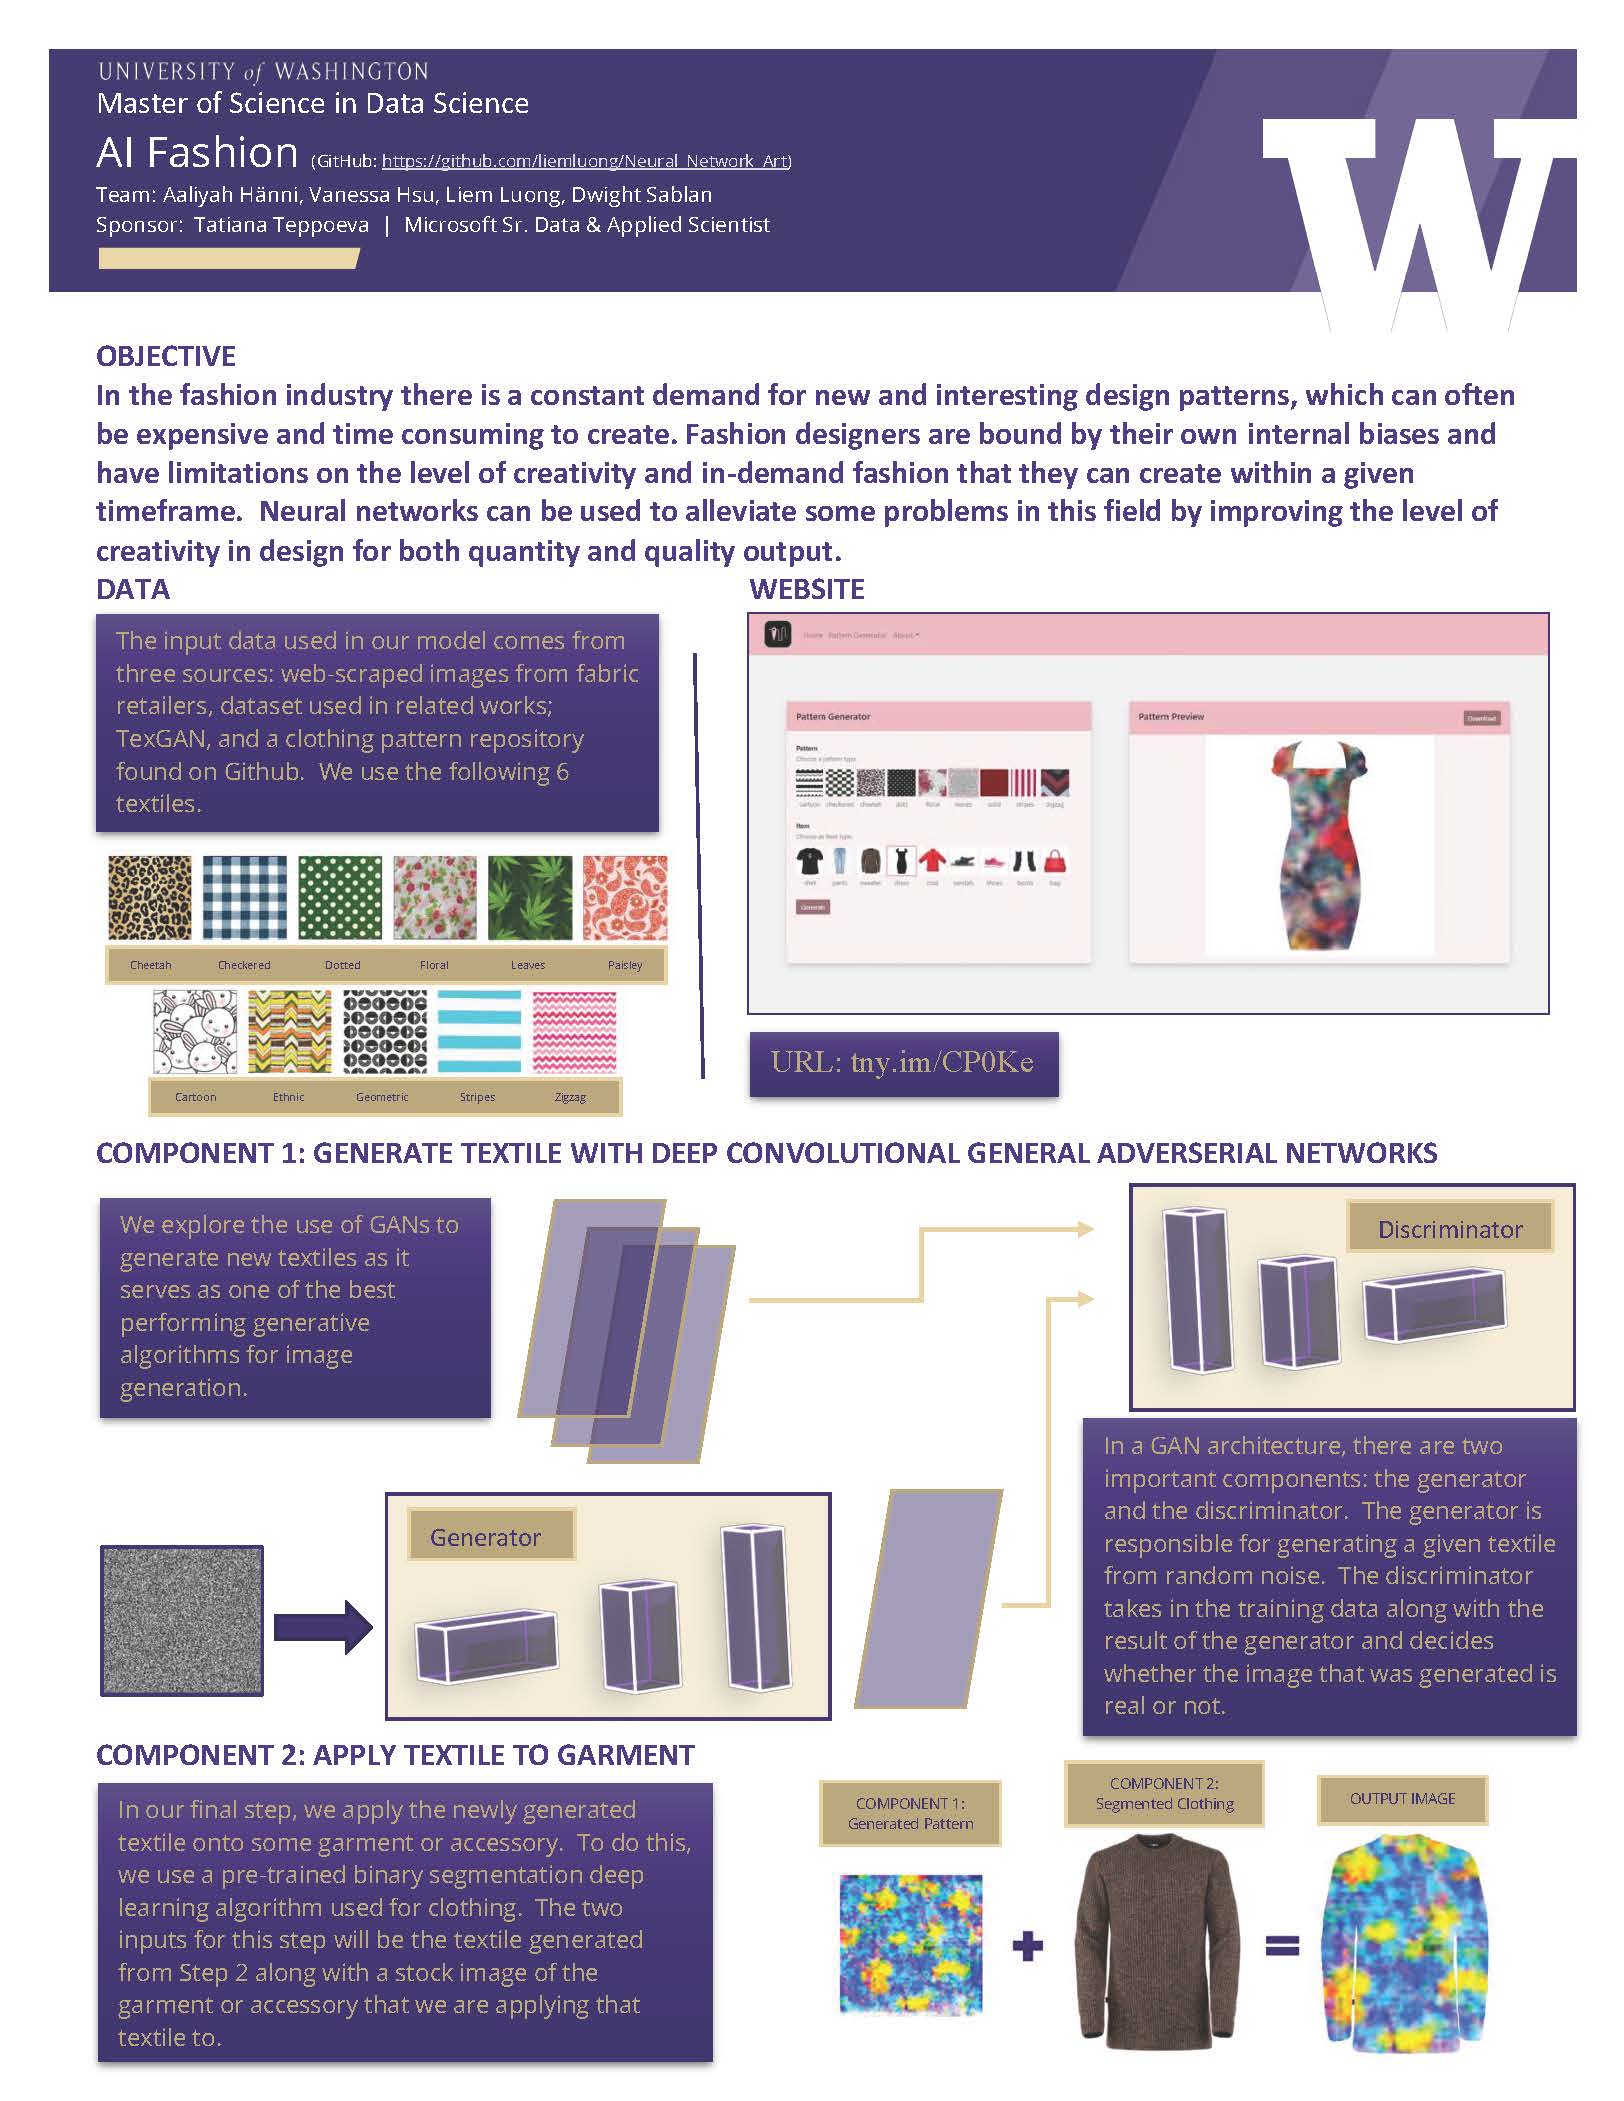 UNIVERSITY of WASHINGTON
Master of Science in Data Science
AI Fashion (GitHub: https://github.com/liemluong/Neural_Network_Art)
Team: Aaliyah Hänni, Vanessa Hsu, Liem Luong, Dwight Sablan
Sponsor: Tatiana Teppoeva | Microsoft Sr. Data & Applied Scientist
W
OBJECTIVE
In the fashion industry there is a constant demand for new and interesting design patterns, which can often
be expensive and time consuming to create. Fashion designers are bound by their own internal biases and
have limitations on the level of creativity and in-demand fashion that they can create within a given
timeframe. Neural networks can be used to alleviate some problems in this field by improving the level of
creativity in design for both quantity and quality output.
DATA
The input data used in our model comes from
three sources: web-scraped images from fabric
retailers, dataset used in related works;
TexGAN, and a clothing pattern repository
found on Github. We use the following 6
textiles.
Cheetah Checkered Dotted Floral Leaves Paisley
Cartoon Ethnic Geometric Stripes Zigzag
WEBSITE
Home Pattern Generator About
Pattern Generator
Pattern
Choose a pattern type
cartoon checkered cheetah dots floral leaves solid stripes zigzag
Item
shirt pants sweater dress coat sandals shoes boots bag
Generate
Pattern Preview
Download
URL: tny.im/CP0Ke
COMPONENT 1: GENERATE TEXTILE WITH DEEP CONVOLUTIONAL GENERAL ADVERSERIAL NETWORKS
We explore the use of GANs to
generate new textiles as it
serves as one of the best
performing generative
algorithms for image
generation.
Discriminator
Generator
In a GAN architecture, there are two
important components: the generator
and the discriminator. The generator is
responsible for generating a given textile
from random noise. The discriminator
takes in the training data along with the
result of the generator and decides
whether the image that was generated is
real or not.
COMPONENT 2: APPLY TEXTILE TO GARMENT
In our final step, we apply the newly generated
textile onto some garment or accessory. To do this,
we use a pre-trained binary segmentation deep
learning algorithm used for clothing. The two
inputs for this step will be the textile generated
from Step 2 along with a stock image of the
garment or accessory that we are applying that
textile to.
COMPONENT 1:
Generated Pattern
COMPONENT 2:
Segmented Clothing
OUTPUT IMAGE